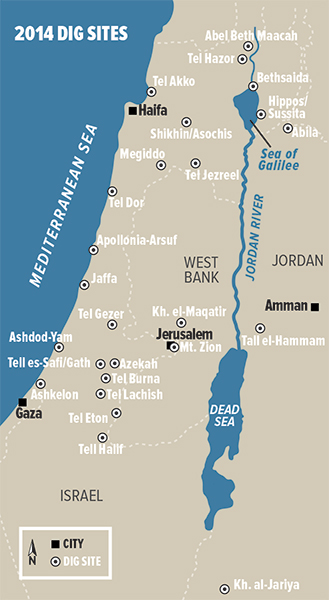 2014 DIG SITES
Abel Beth Maacah
Tel Hazor
Bethsaida
Tel Akko
Haifa
Hippos/
Sussita
Shikhin/Asochis
Abila
Sea of
Galilee
Megiddo
Tel Jezreel
MEDITERRANEAN SEA
Tel Dor
JORDAN RIVER
Apollonia-Arsuf
WEST
BANK
JORDAN
Jaffa
Amman
Kh. el-Maqatir
Tel Gezer
Tall el-Hammam
Jerusalem
Mt. Zion
Ashdod-Yam
Tell es-Safi/Gath
Azekah
Tel Burna
Ashkelon
Tel Lachish
Gaza
DEAD
SEA
Tel Eton
Tell Halif
ISRAEL
N
CITY
DIG SITE
Kh. al-Jariya